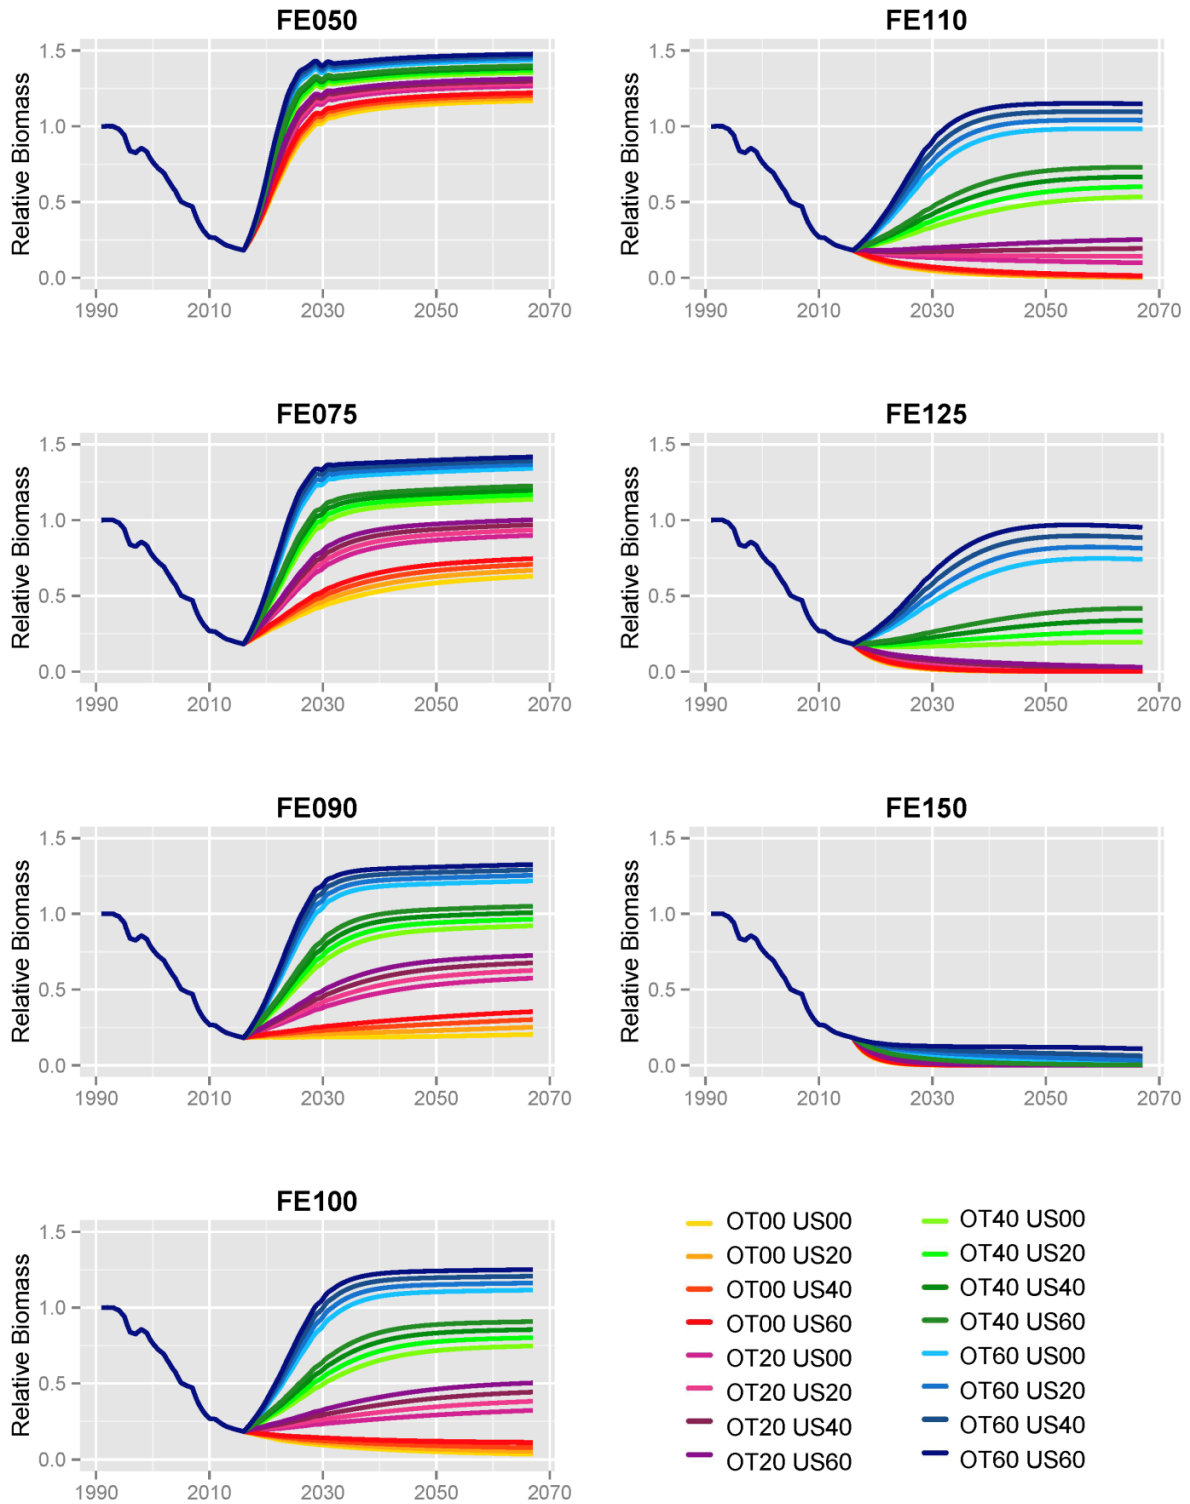 FE050
1.5
1.0
0.5
0.0
Relative Biomass
1990 2010 2030 2050 2070
FE110
1.5
1.0
0.5
0.0
Relative Biomass
1990 2010 2030 2050 2070
FE075
1.5
1.0
0.5
0.0
Relative Biomass
1990 2010 2030 2050 2070
FE125
1.5
1.0
0.5
0.0
Relative Biomass
1990 2010 2030 2050 2070
FE090
1.5
1.0
0.5
0.0
Relative Biomass
1990 2010 2030 2050 2070
FE150
1.5
1.0
0.5
0.0
Relative Biomass
1990 2010 2030 2050 2070
FE100
1.5
1.0
0.5
0.0
Relative Biomass
1990 2010 2030 2050 2070
OT00 US00
OT00 US20
OT00 US40
OT00 US60
OT20 US00
OT20 US20
OT20 US40
OT20 US60
OT40 US00
OT40 US20
OT40 US40
OT40 US60
OT60 US00
OT60 US20
OT60 US40
OT60 US60